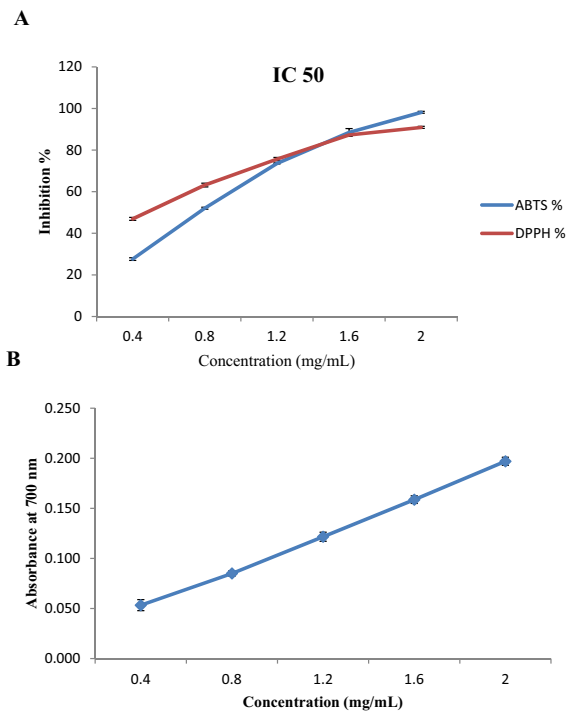 A
IC 50
120
100
80
60
40
20
0
Inhibition %
0.4 0.8 1.2 1.6 2
Concentration (mg/mL)
ABTS %
DPPH %
B
0.250
0.200
0.150
0.100
0.050
0.000
Absorbance at 700 nm
0.4 0.8 1.2 1.6 2
Concentration (mg/mL)